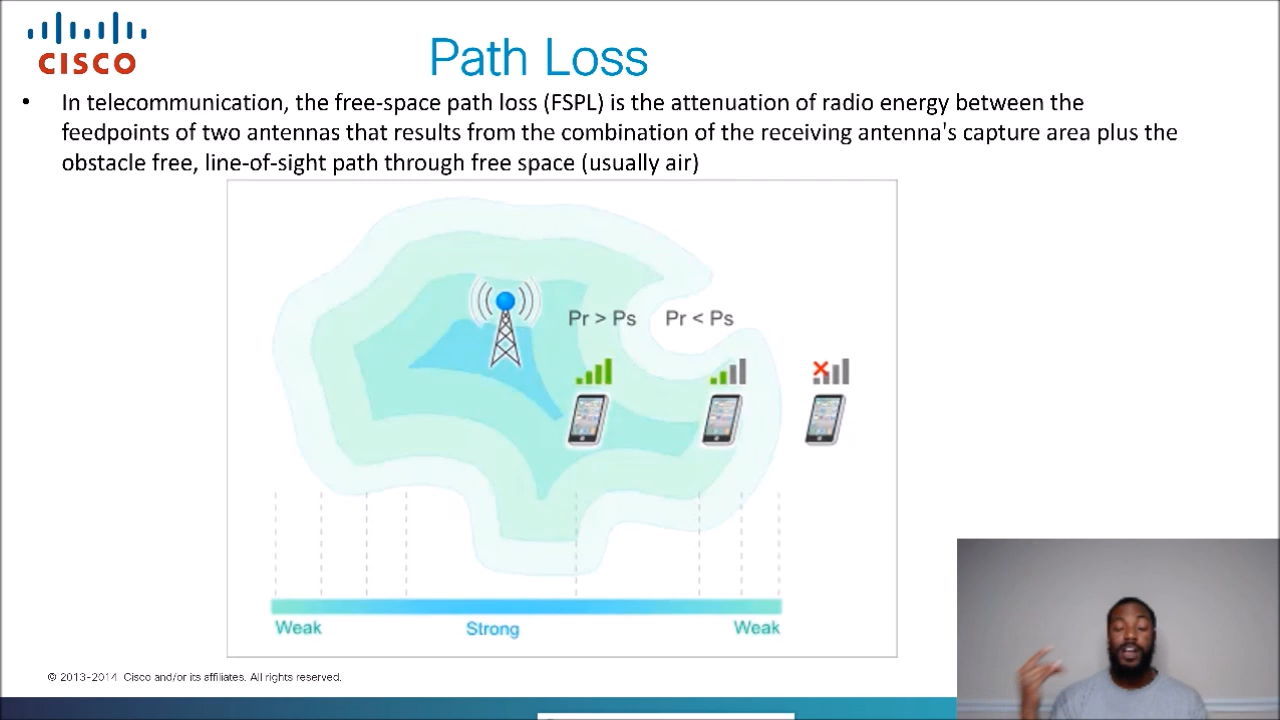 CISCO
Path Loss
• In telecommunication, the free-space path loss (FSPL) is the attenuation of radio energy between the
feedpoints of two antennas that results from the combination of the receiving antenna's capture area plus the
obstacle free, line-of-sight path through free space (usually air)
Pr > Ps Pr < Ps
Weak Strong Weak
© 2013-2014 Cisco and/or its affiliates. All rights reserved.